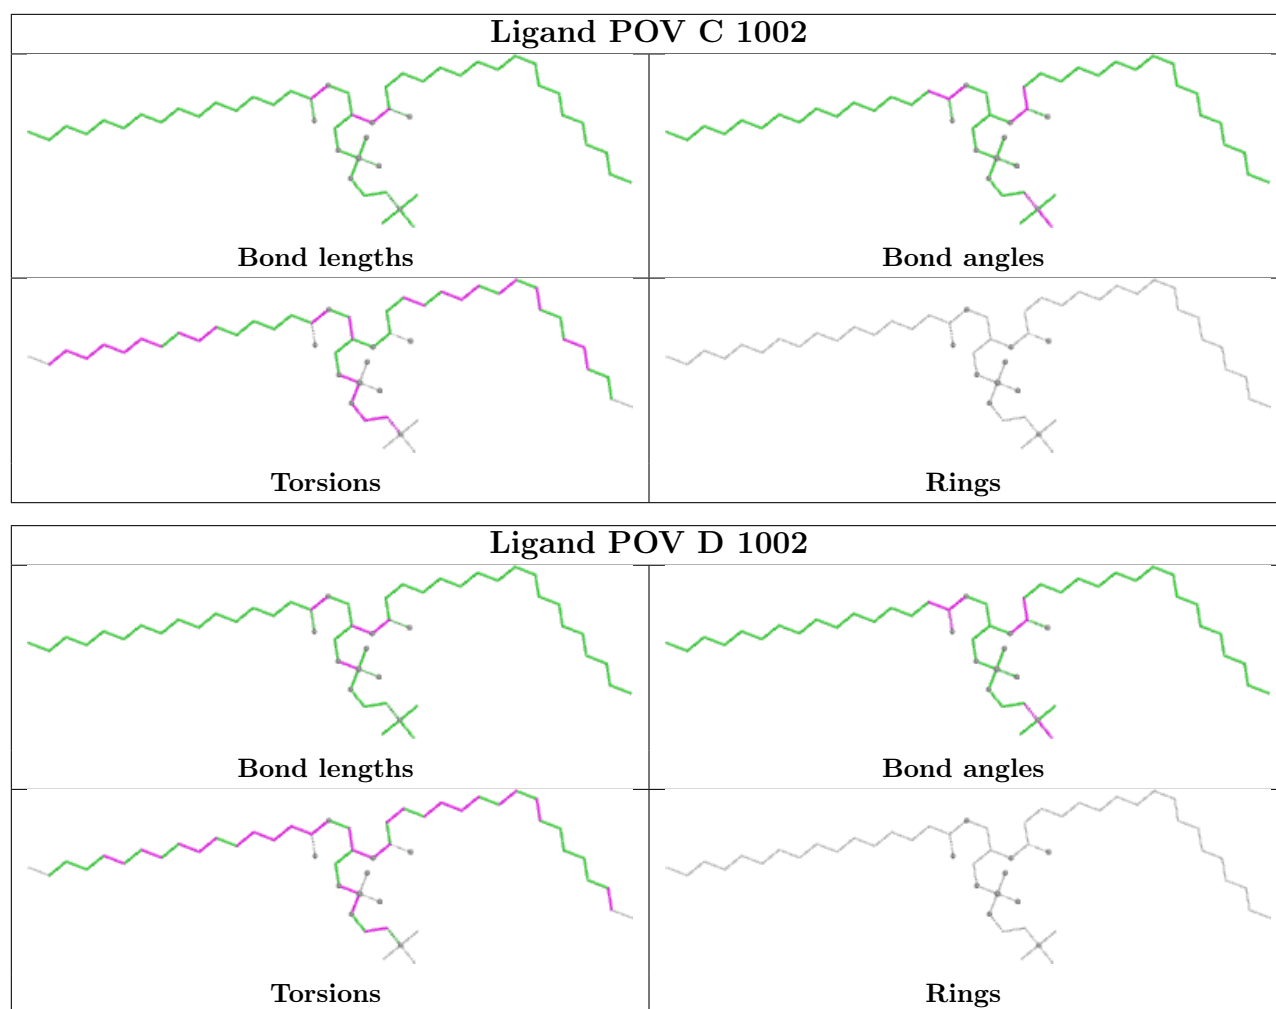 Ligand POV C 1002
Bond lengths
Bond angles
Torsions
Rings
Ligand POV D 1002
Bond lengths
Bond angles
Torsions
Rings